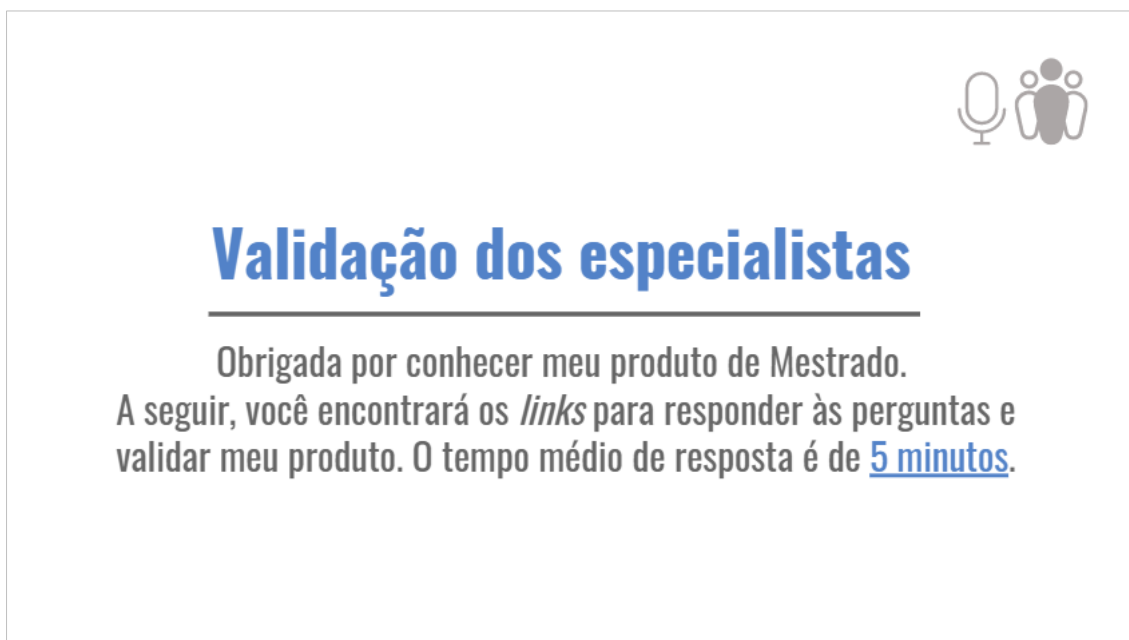 Validação dos especialistas
Obrigada por conhecer meu produto de Mestrado.
A seguir, você encontrará os links para responder às perguntas e
validar meu produto. O tempo médio de resposta é de 5 minutos.